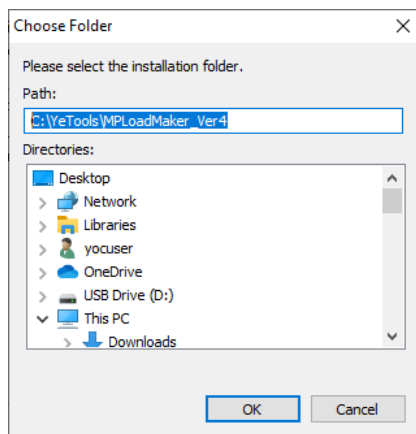 Choose Folder
Please select the installation folder.
Path:
C:\YeTools\MPLoadMaker_Ver4
Directories:
Desktop
Network
Libraries
yocuser
OneDrive
USB Drive (D:)
This PC
Downloads
OK Cancel